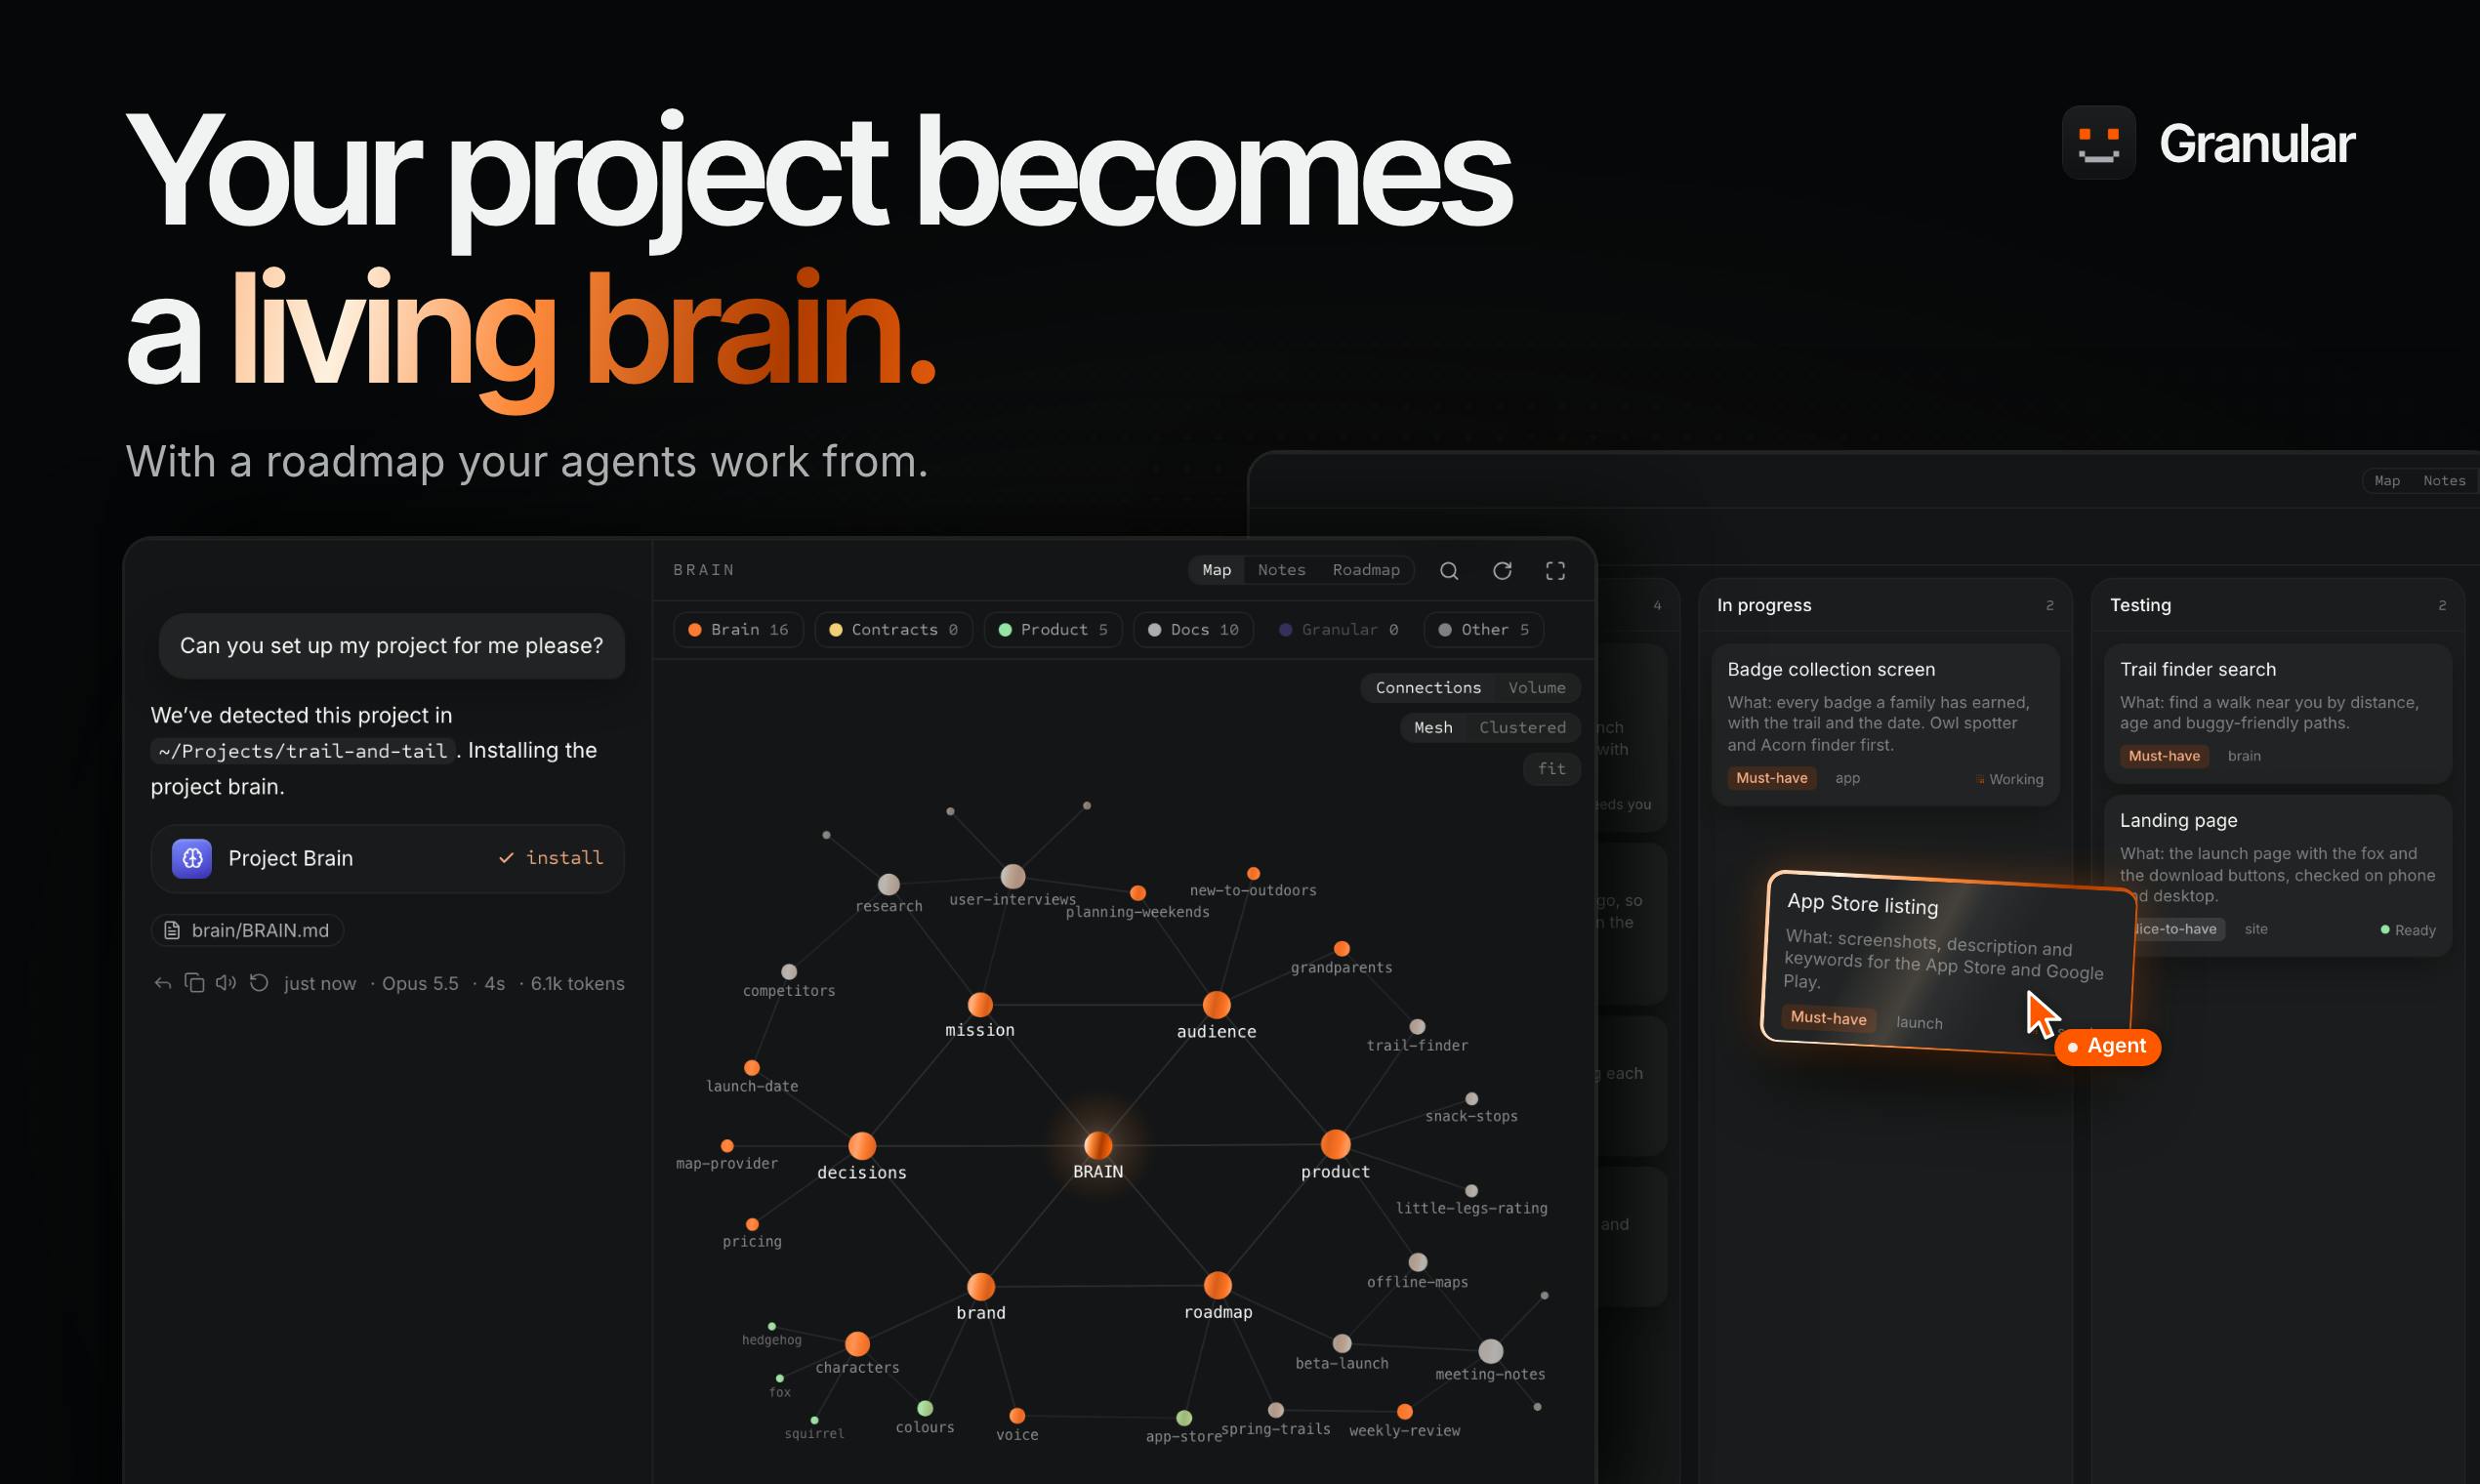 Your project becomes
a living brain.
With a roadmap your agents work from.
Granular
Can you set up my project for me please?
We’ve detected this project in
~/Projects/trail-and-tail. Installing the
project brain.
Project Brain
install
brain/BRAIN.md
just now · Opus 5.5 · 4s · 6.1k tokens
BRAIN
Map Notes Roadmap
Brain 16 Contracts 0 Product 5 Docs 10 Granular 0 Other 5
Connections Volume
Mesh Clustered
fit
research
user-interviews
planning-weekends
new-to-outdoors
grandparents
competitors
mission
audience
trail-finder
launch-date
snack-stops
map-provider
decisions
BRAIN
product
little-legs-rating
pricing
offline-maps
brand
roadmap
hedgehog
characters
beta-launch
meeting-notes
fox
squirrel
colours
voice
app-store
spring-trails
weekly-review
Map Notes
4
with
go, so
n the
g each
and
In progress 2
Badge collection screen
What: every badge a family has earned,
with the trail and the date. Owl spotter
and Acorn finder first.
Must-have app Working
App Store listing
What: screenshots, description and
keywords for the App Store and Google
Play.
Must-have launch
Agent
Testing 2
Trail finder search
What: find a walk near you by distance,
age and buggy-friendly paths.
Must-have brain
Landing page
What: the launch page with the fox and
the download buttons, checked on phone
and desktop.
Nice-to-have site Ready